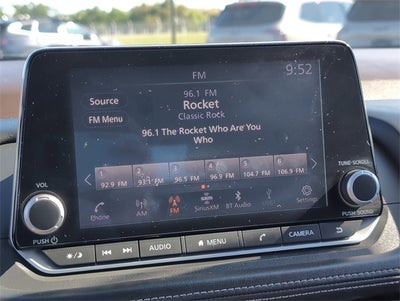 FM
9:52
Source
FM Menu
96.1 FM
Rocket
Classic Rock
96.1 The Rocket Who Are You
Who
1 2 3 4 5 6
92.9 FM 93.1 FM 96.5 FM 96.9 FM 104.7 FM 106.9 FM
Phone AM FM SiriusXM BT Audio Settings
VOL
PUSH
TUNE·SCROLL
PUSH SOUND
AUDIO MENU CAMERA